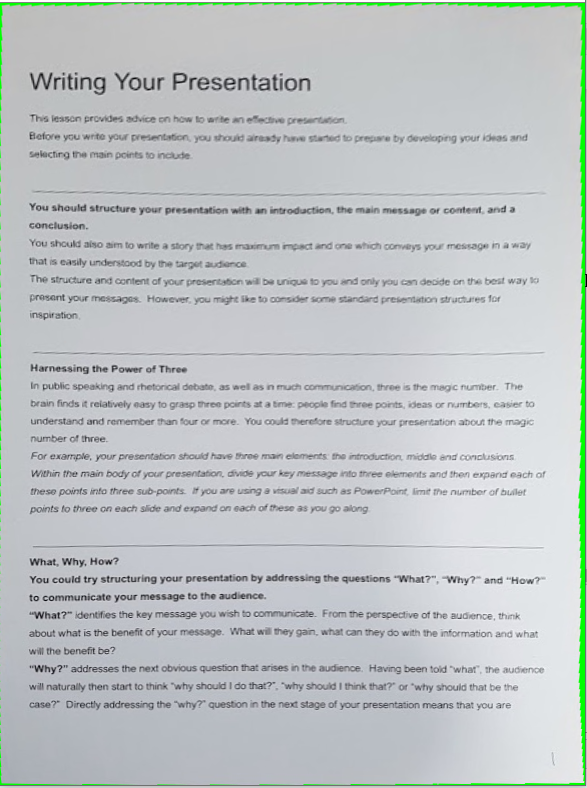 Writing Your Presentation
This lesson provides advice on how to write an effective presentation.
Before you write your presentation, you should already have started to prepare by developing your ideas and
selecting the main points to include.
You should structure your presentation with an introduction, the main message or content, and a
conclusion.
You should also aim to write a story that has maximum impact and one which conveys your message in a way
that is easily understood by the target audience.
The structure and content of your presentation will be unique to you and only you can decide on the best way to
present your messages. However, you might like to consider some standard presentation structures for
inspiration.
Harnessing the Power of Three
In public speaking and rhetorical debate, as well as in much communication, three is the magic number. The
brain finds it relatively easy to grasp three points at a time: people find three points, ideas or numbers, easier to
understand and remember than four or more. You could therefore structure your presentation about the magic
number of three.
For example, your presentation should have three main elements: the introduction, middle and conclusions.
Within the main body of your presentation, divide your key message into three elements and then expand each of
these points into three sub-points. If you are using a visual aid such as PowerPoint, limit the number of bullet
points to three on each slide and expand on each of these as you go along.
What, Why, How?
You could try structuring your presentation by addressing the questions "What?", "Why?" and "How?"
to communicate your message to the audience.
"What?" identifies the key message you wish to communicate. From the perspective of the audience, think
about what is the benefit of your message. What will they gain, what can they do with the information and what
will the benefit be?
"Why?" addresses the next obvious question that arises in the audience. Having been told "what", the audience
will naturally then start to think "why should I do that?", "why should I think that?" or "why should that be the
case?" Directly addressing the "why?" question in the next stage of your presentation means that you are
1